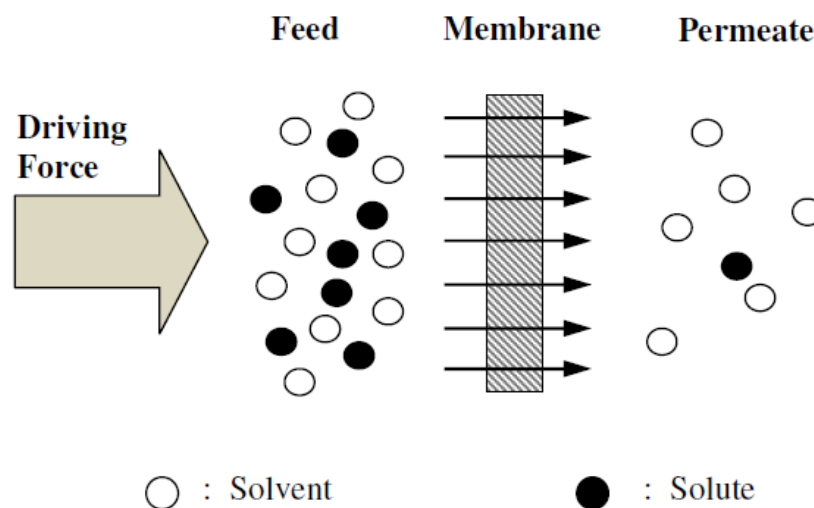 Feed Membrane Permeate
Driving
Force
: Solvent : Solute